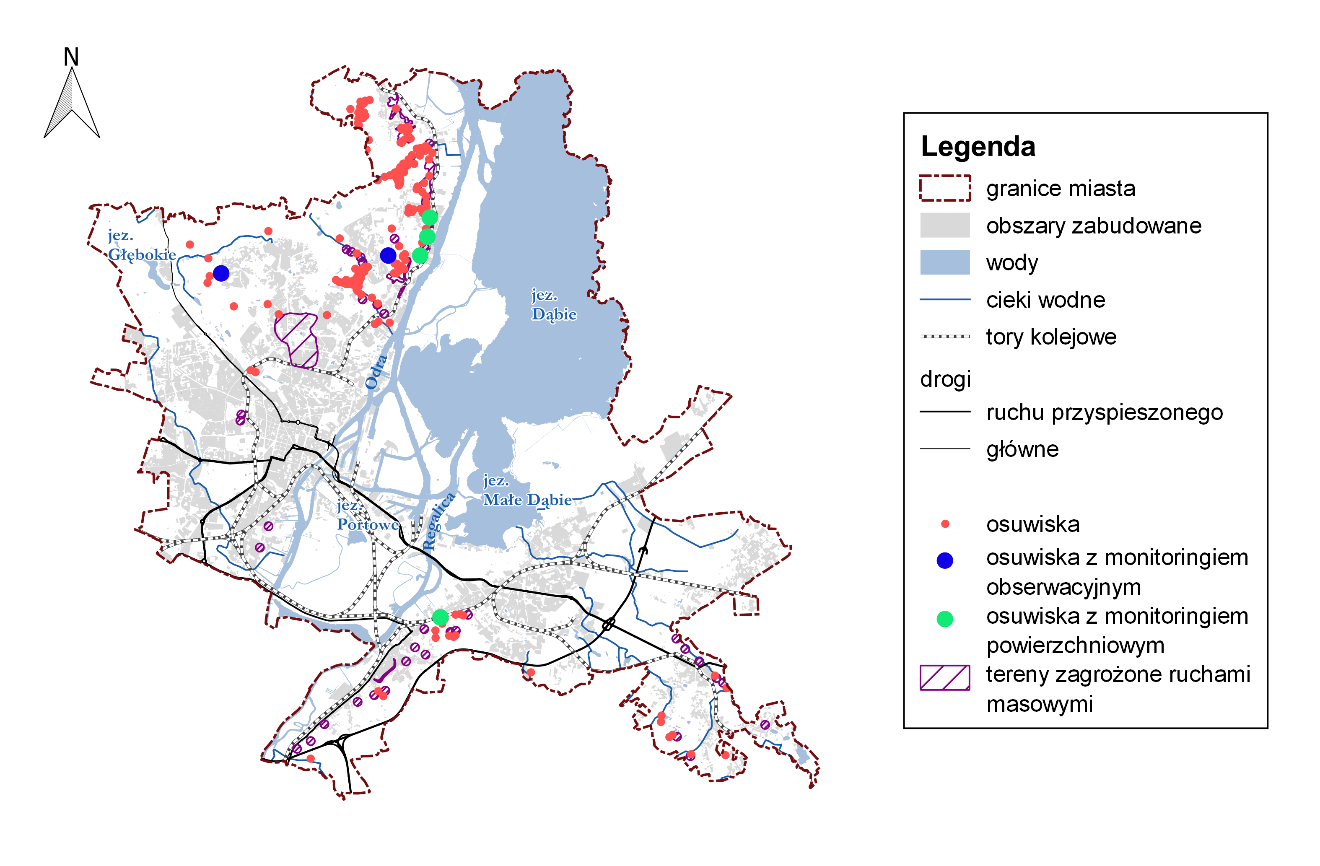 N
jez.
Głębokie
jez.
Dąbie
Odra
jez.
Małe Dąbie
jez.
Portowe
Regalica
Legenda
granice miasta
obszary zabudowane
wody
cieki wodne
tory kolejowe
drogi
ruchu przyspieszonego
główne
osuwiska
osuwiska z monitoringiem
obserwacyjnym
osuwiska z monitoringiem
powierzchniowym
tereny zagrożone ruchami
masowymi